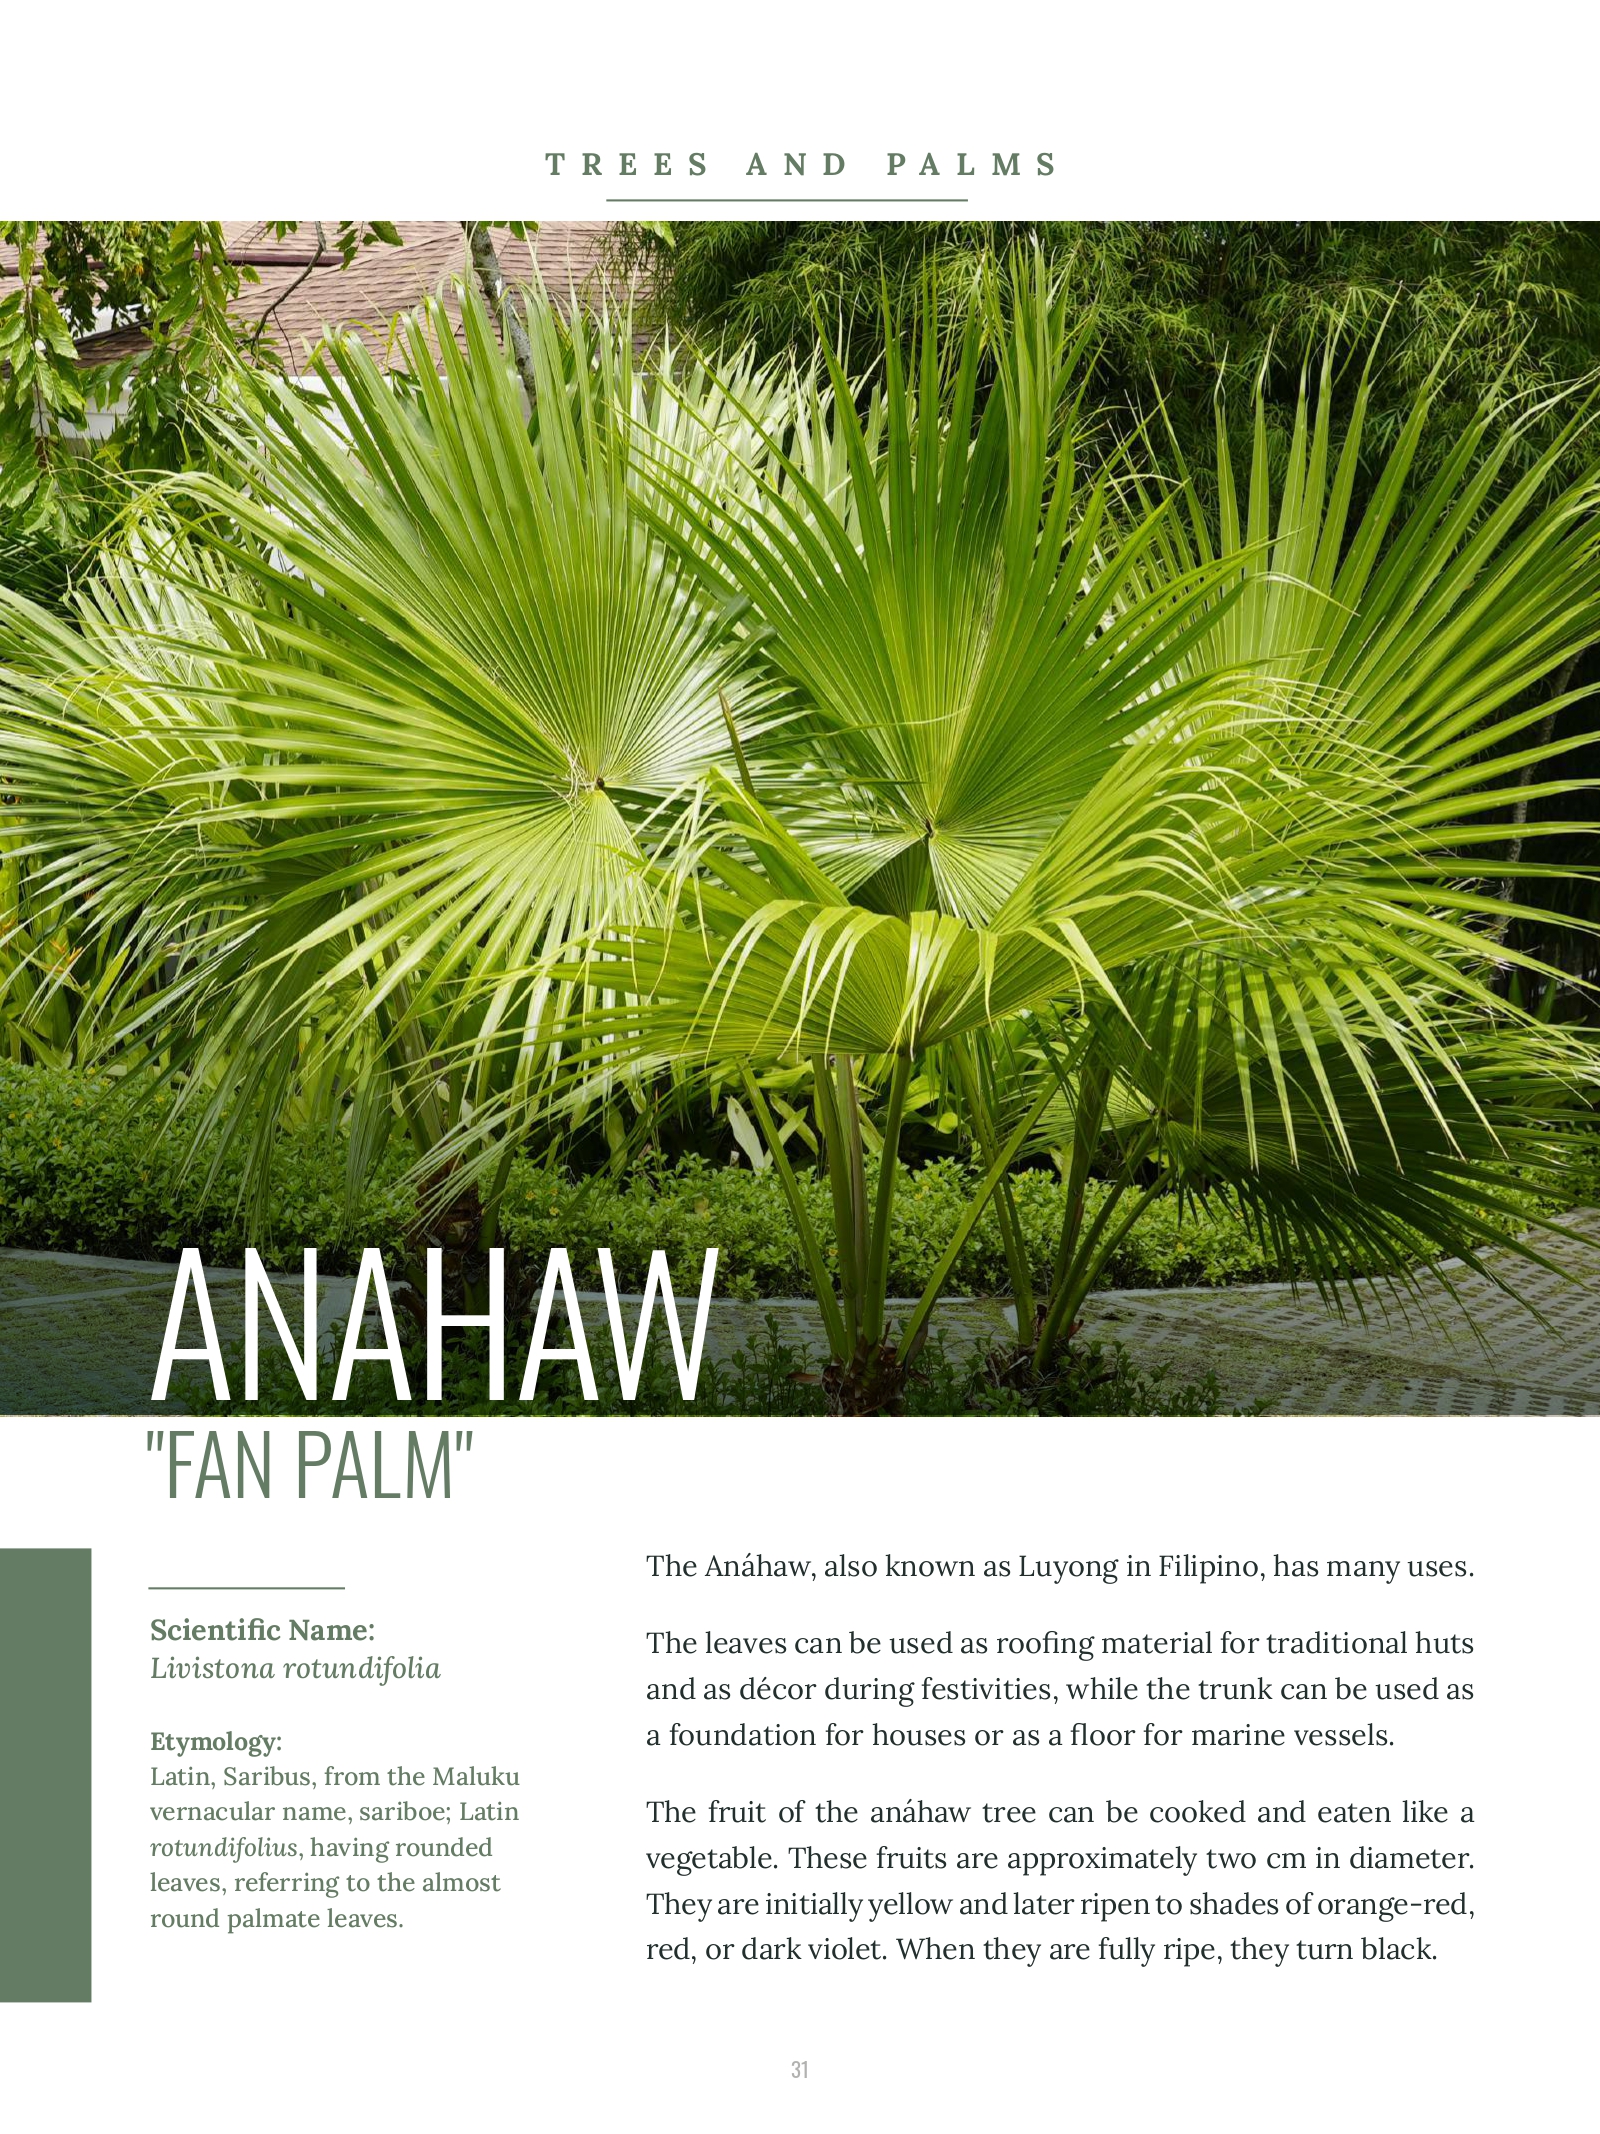 TREES AND PALMS
ANAHAW
"FAN PALM"
Scientific Name:
Livistona rotundifolia
Etymology:
Latin, Saribus, from the Maluku
vernacular name, sariboe; Latin
rotundifolius, having rounded
leaves, referring to the almost
round palmate leaves.
The Anáhaw, also known as Luyong in Filipino, has many uses.
The leaves can be used as roofing material for traditional huts
and as décor during festivities, while the trunk can be used as
a foundation for houses or as a floor for marine vessels.
The fruit of the anáhaw tree can be cooked and eaten like a
vegetable. These fruits are approximately two cm in diameter.
They are initially yellow and later ripen to shades of orange-red,
red, or dark violet. When they are fully ripe, they turn black.
31